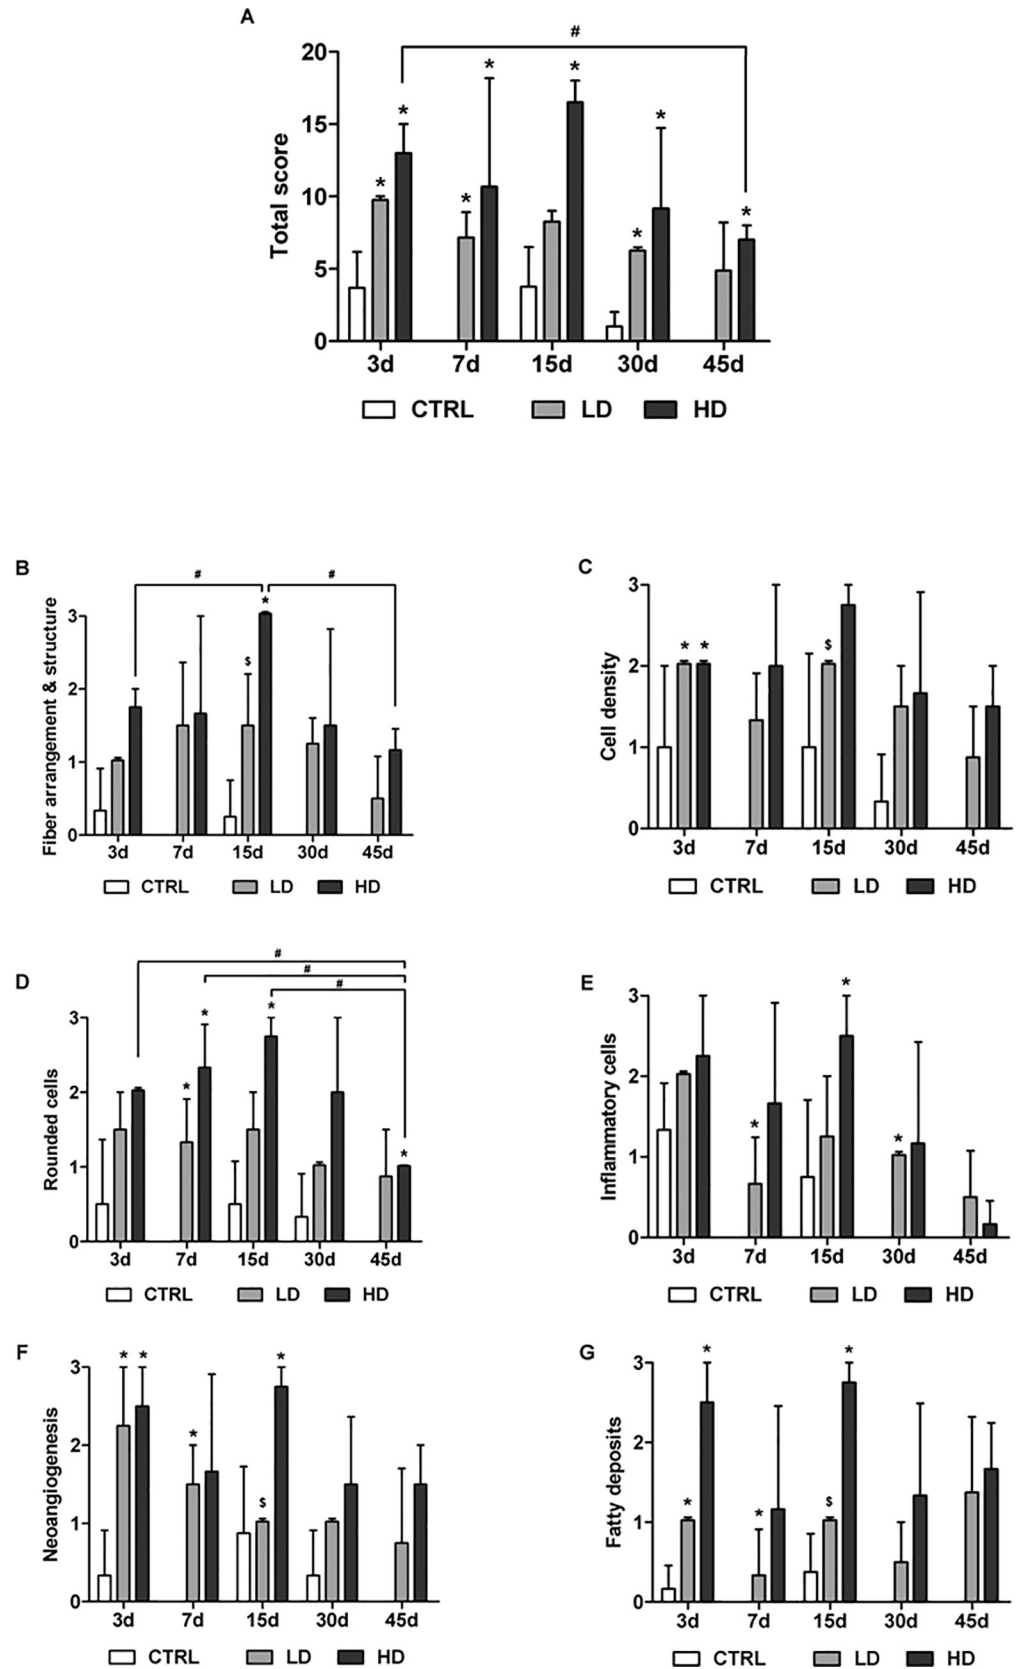 A
#
Total score
20
15
10
5
0
* * * * * * * * *
3d 7d 15d 30d 45d
CTRL LD HD
B
# #
Fiber arrangement & structure
3
2
1
0
$ *
3d 7d 15d 30d 45d
CTRL LD HD
C
Cell density
3
2
1
0
* * $
3d 7d 15d 30d 45d
CTRL LD HD
D
#
#
#
Rounded cells
3
2
1
0
* * * *
3d 7d 15d 30d 45d
CTRL LD HD
E
Inflammatory cells
3
2
1
0
* * *
3d 7d 15d 30d 45d
CTRL LD HD
F
Neoangiogenesis
3
2
1
0
* * * $ *
3d 7d 15d 30d 45d
CTRL LD HD
G
Fatty deposits
3
2
1
0
* * * $ *
3d 7d 15d 30d 45d
CTRL LD HD